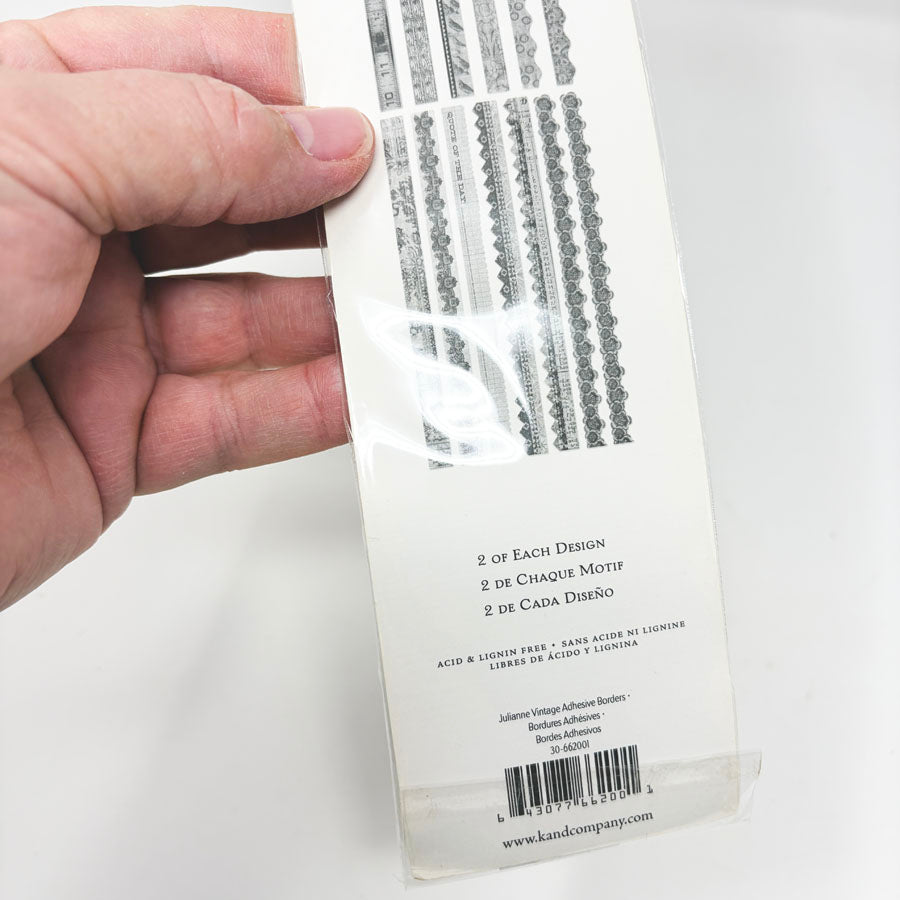 10 11
2 OF EACH DESIGN
2 DE CHAQUE MOTIF
2 DE CADA DISEÑO
ACID & LIGNIN FREE • SANS ACIDE NI LIGNINE
LIBRES DE ÁCIDO Y LIGNINA
Julianne Vintage Adhesive Borders •
Bordures Adhésives •
Bordes Adhesivos
30-662001
6 43077 66200 1
www.kandcompany.com